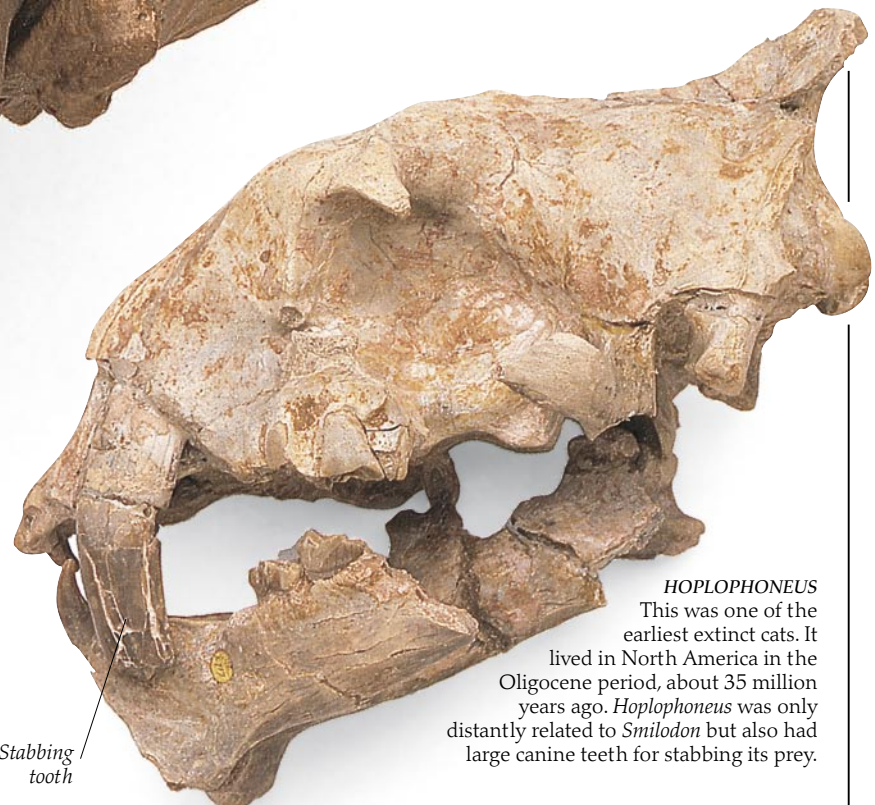 HOPLOPHONEUS
This was one of the
earliest extinct cats. It
lived in North America in the
Oligocene period, about 35 million
years ago. Hoplophoneus was only
distantly related to Smilodon but also had
large canine teeth for stabbing its prey.
Stabbing
tooth